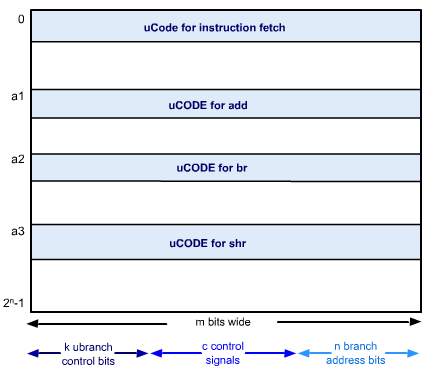 0
uCode for instruction fetch
a1
uCODE for add
a2
uCODE for br
a3
uCODE for shr
2ⁿ-1
m bits wide
k ubranch
control bits
c control
signals
n branch
address bits